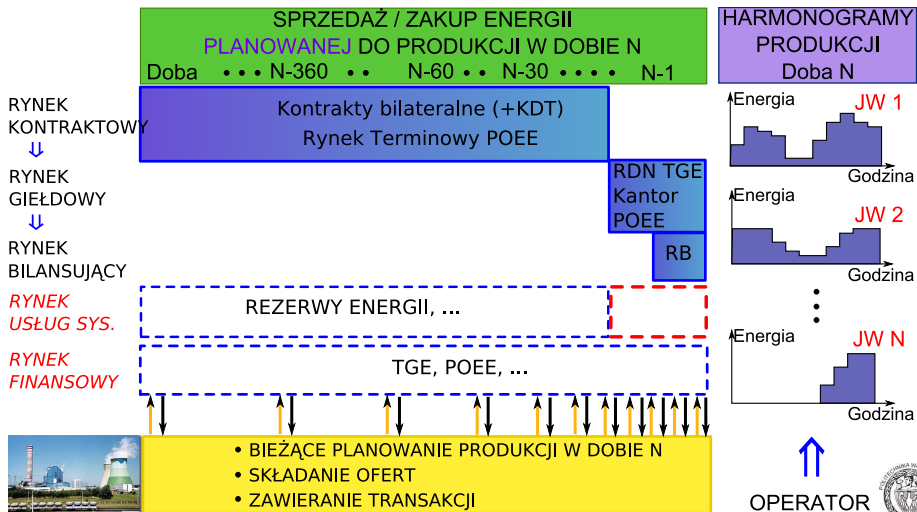 SPRZEDAŻ / ZAKUP ENERGII
PLANOWANEJ DO PRODUKCJI W DOBIE N
Doba • • • N-360 • • N-60 • • N-30 • • • • N-1
HARMONOGRAMY
PRODUKCJI
Doba N
RYNEK
KONTRAKTOWY
⇓
RYNEK
GIEŁDOWY
⇓
RYNEK
BILANSUJĄCY
RYNEK
USŁUG SYS.
RYNEK
FINANSOWY
Kontrakty bilateralne (+KDT)
Rynek Terminowy POEE
RDN TGE
Kantor
POEE
RB
REZERWY ENERGII, ...
TGE, POEE, ...
• BIEŻĄCE PLANOWANIE PRODUKCJI W DOBIE N
• SKŁADANIE OFERT
• ZAWIERANIE TRANSAKCJI
Energia
JW 1
Godzina
Energia
JW 2
Godzina
Energia
JW N
Godzina
OPERATOR